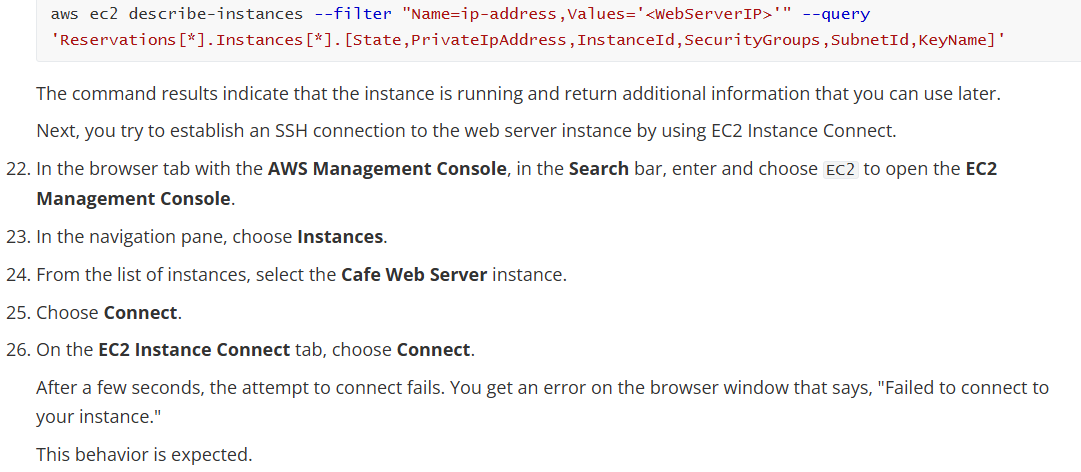 aws ec2 describe-instances --filter "Name=ip-address,Values='<WebServerIP>'" --query
'Reservations[*].Instances[*].[State,PrivateIpAddress,InstanceId,SecurityGroups,SubnetId,KeyName]'
The command results indicate that the instance is running and return additional information that you can use later.
Next, you try to establish an SSH connection to the web server instance by using EC2 Instance Connect.
22. In the browser tab with the AWS Management Console, in the Search bar, enter and choose EC2 to open the EC2
Management Console.
23. In the navigation pane, choose Instances.
24. From the list of instances, select the Cafe Web Server instance.
25. Choose Connect.
26. On the EC2 Instance Connect tab, choose Connect.
After a few seconds, the attempt to connect fails. You get an error on the browser window that says, "Failed to connect to
your instance."
This behavior is expected.